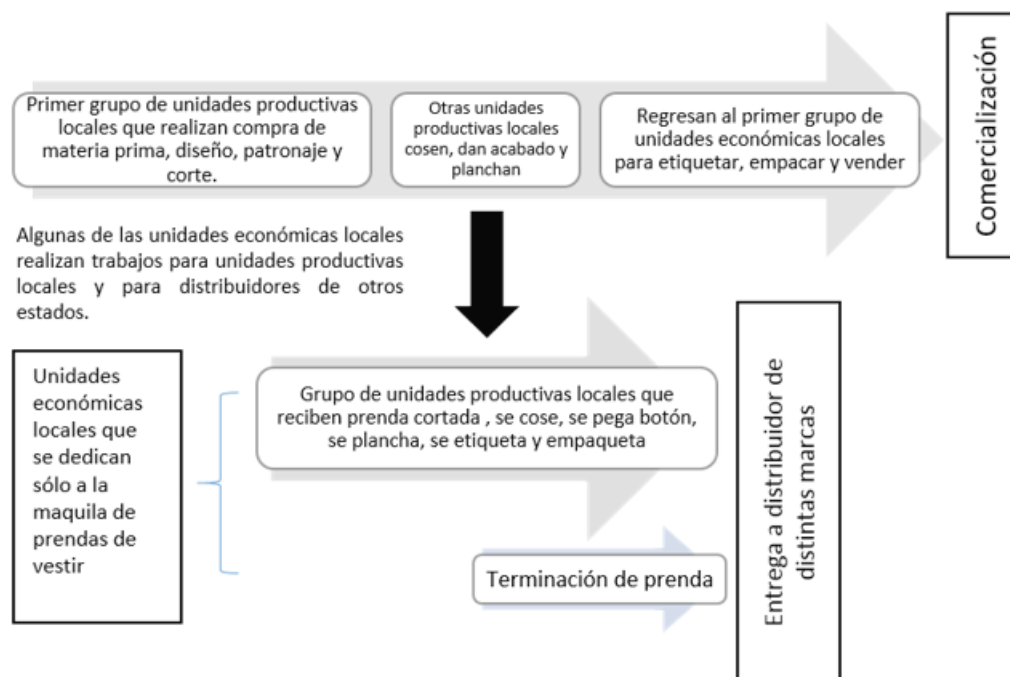 Primer grupo de unidades productivas
locales que realizan compra de
materia prima, diseño, patronaje y
corte.
Otras unidades
productivas locales
cosen, dan acabado y
planchan
Regresan al primer grupo de
unidades económicas locales
para etiquetar, empacar y vender
Comercialización
Algunas de las unidades económicas locales
realizan trabajos para unidades productivas
locales y para distribuidores de otros
estados.
Unidades
económicas
locales que
se dedican
sólo a la
maquila de
prendas de
vestir
Grupo de unidades productivas locales que
reciben prenda cortada , se cose, se pega botón,
se plancha, se etiqueta y empaqueta
Terminación de prenda
Entrega a distribuidor de
distintas marcas